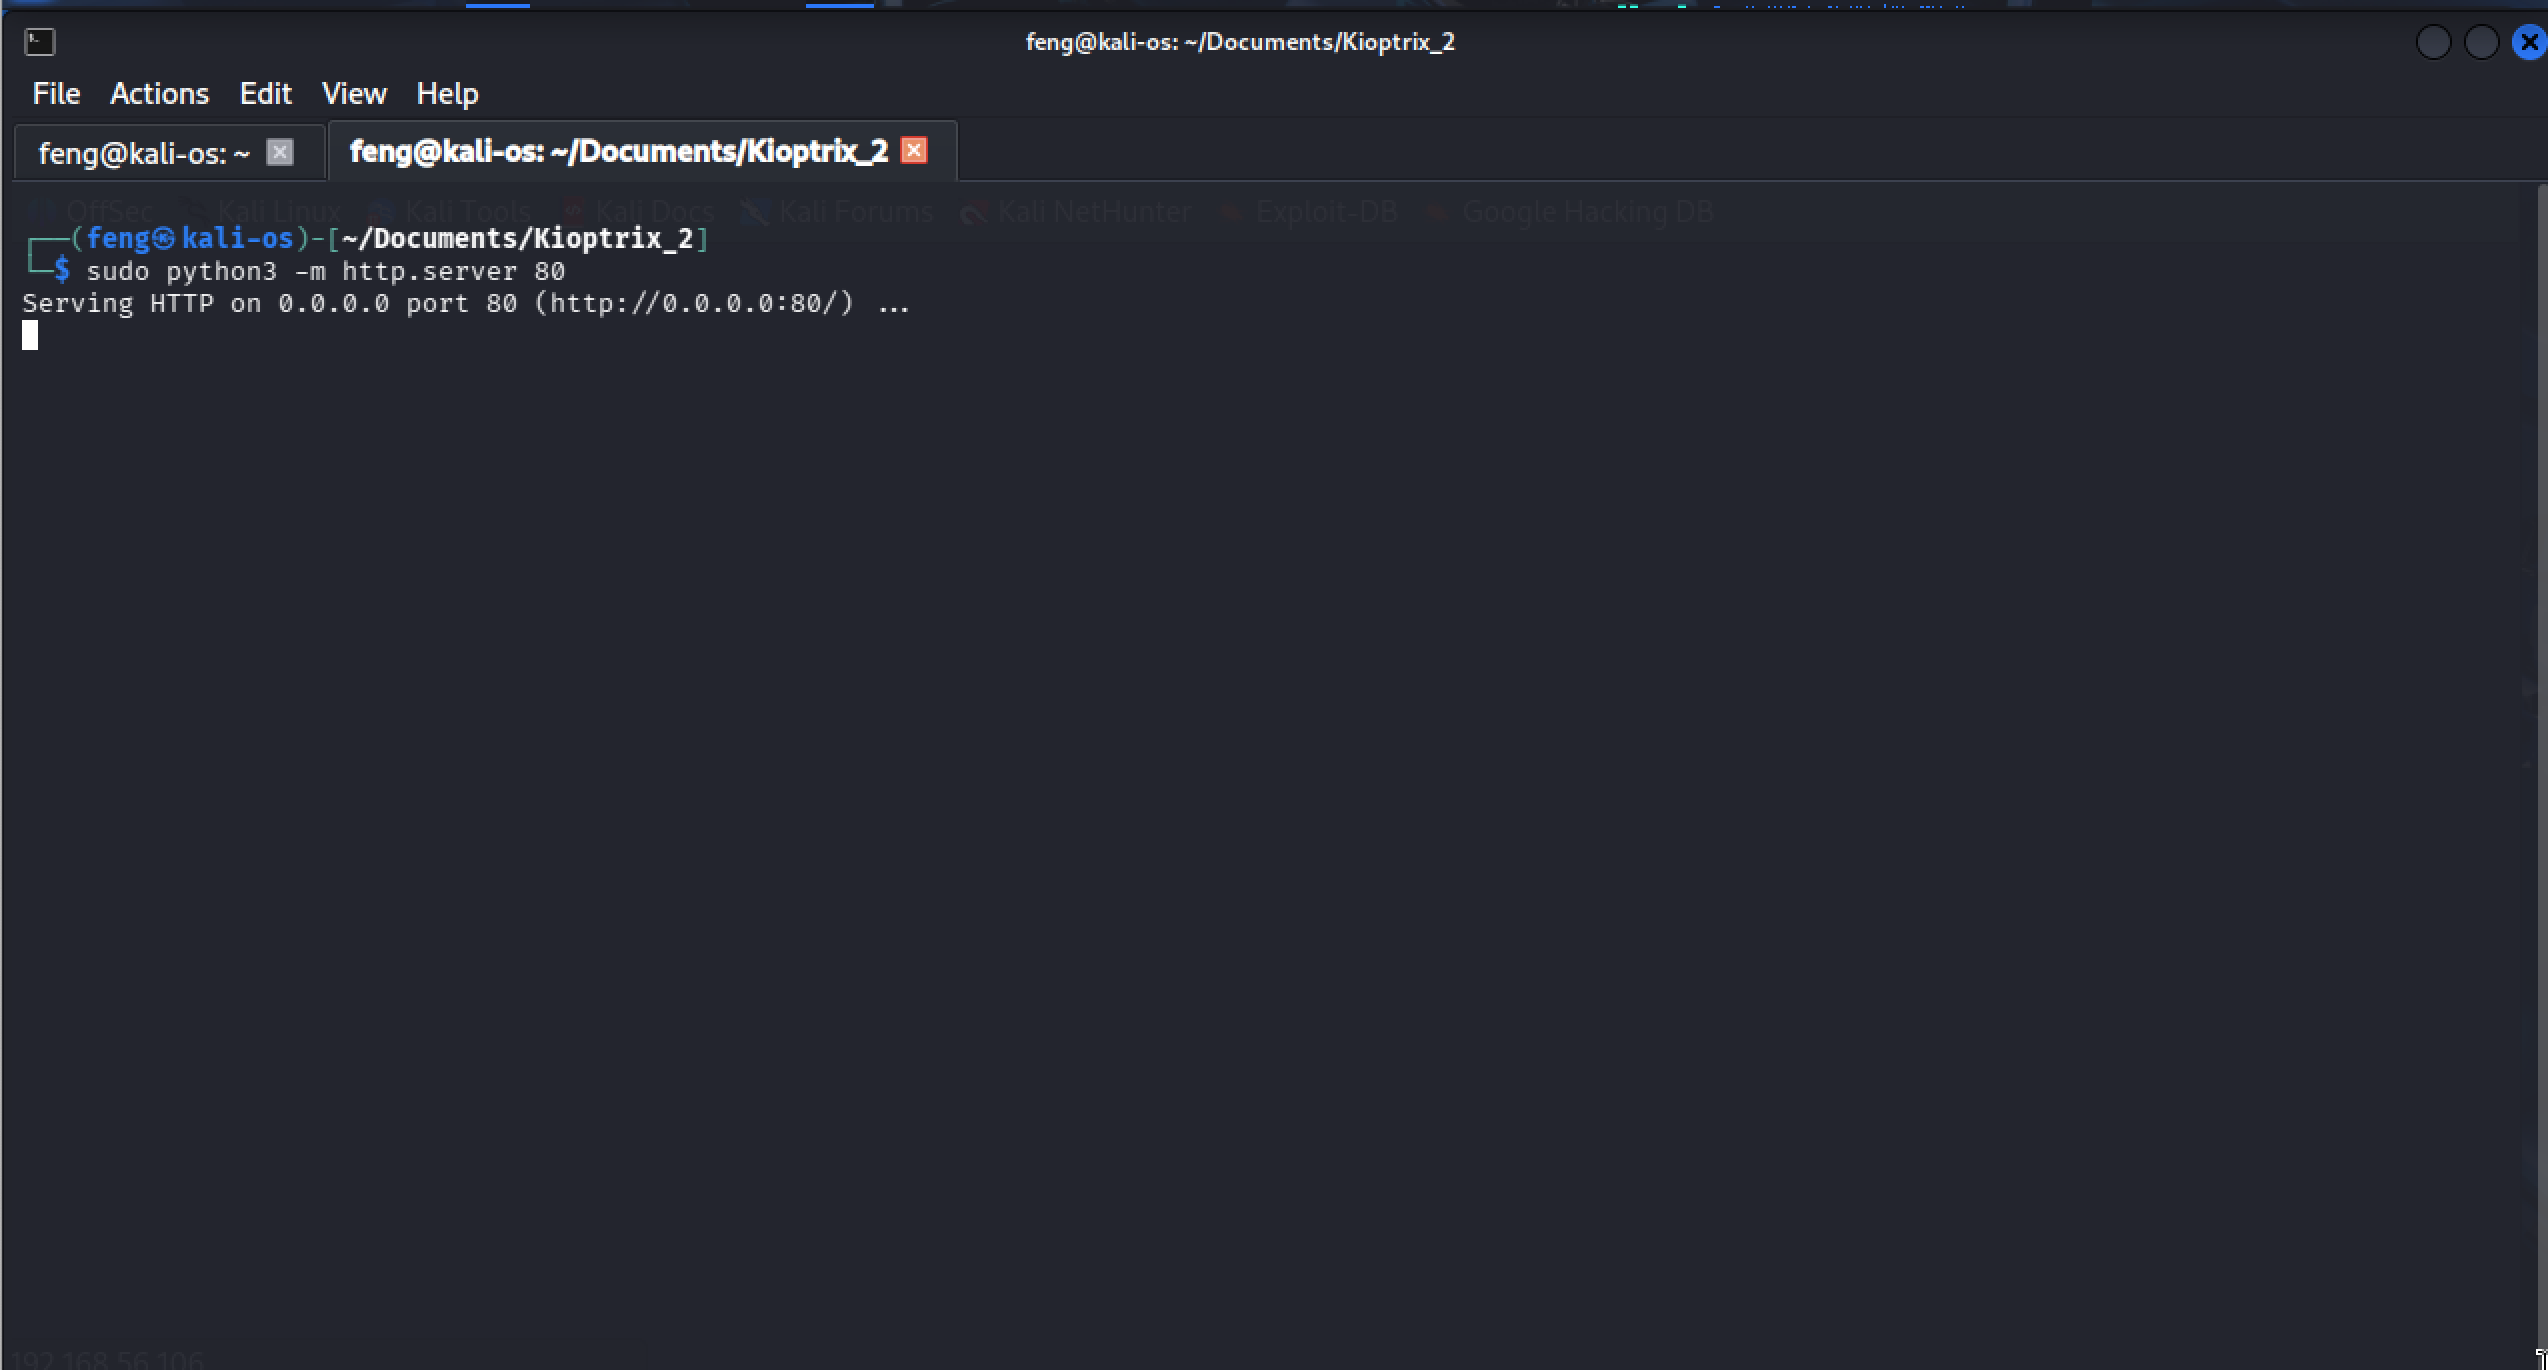 feng@kali-os: ~/Documents/Kioptrix_2
File Actions Edit View Help
feng@kali-os: ~ feng@kali-os: ~/Documents/Kioptrix_2
OffSec Kali Linux Kali Tools Kali Docs Kali Forums Kali NetHunter Exploit-DB Google Hacking DB
┌──(feng㉿kali-os)-[~/Documents/Kioptrix_2]
└─$ sudo python3 -m http.server 80
Serving HTTP on 0.0.0.0 port 80 (http://0.0.0.0:80/) ...
192.168.56.106